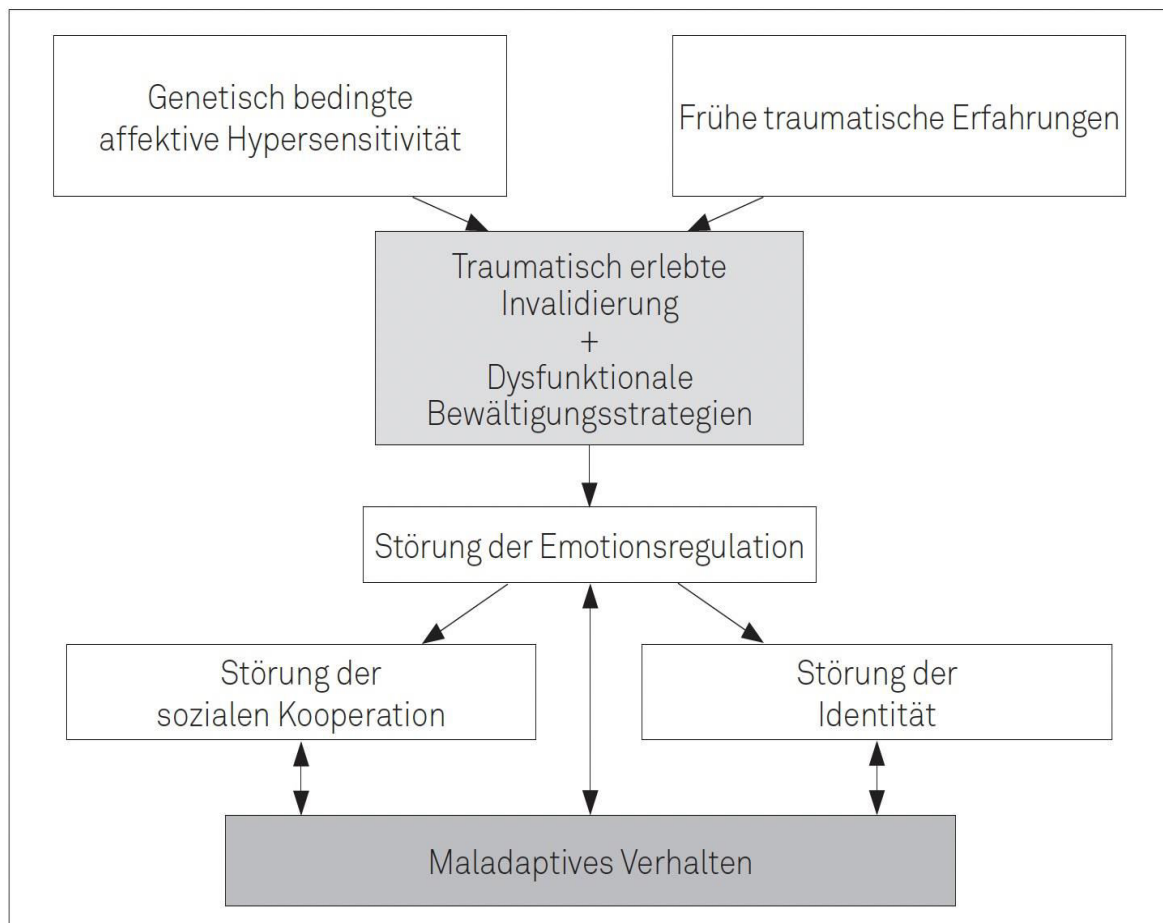 Genetisch bedingte
affektive Hypersensitivität
Frühe traumatische Erfahrungen
Traumatisch erlebte
Invalidierung
+
Dysfunktionale
Bewältigungsstrategien
Störung der Emotionsregulation
Störung der
sozialen Kooperation
Störung der
Identität
Maladaptives Verhalten